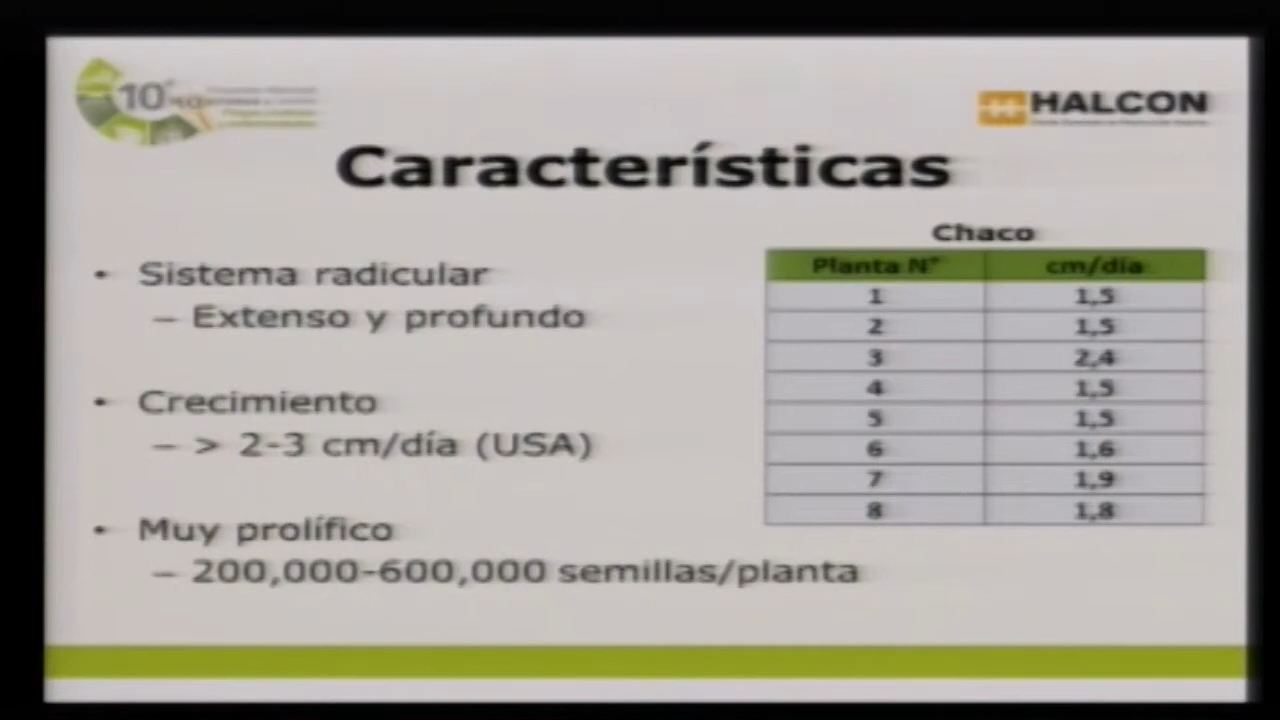 10°
HALCON
Características
• Sistema radicular
– Extenso y profundo
• Crecimiento
– > 2-3 cm/día (USA)
• Muy prolífico
– 200,000-600,000 semillas/planta
Chaco
Planta N° cm/día
1 1,5
2 1,5
3 2,4
4 1,5
5 1,5
6 1,6
7 1,9
8 1,8